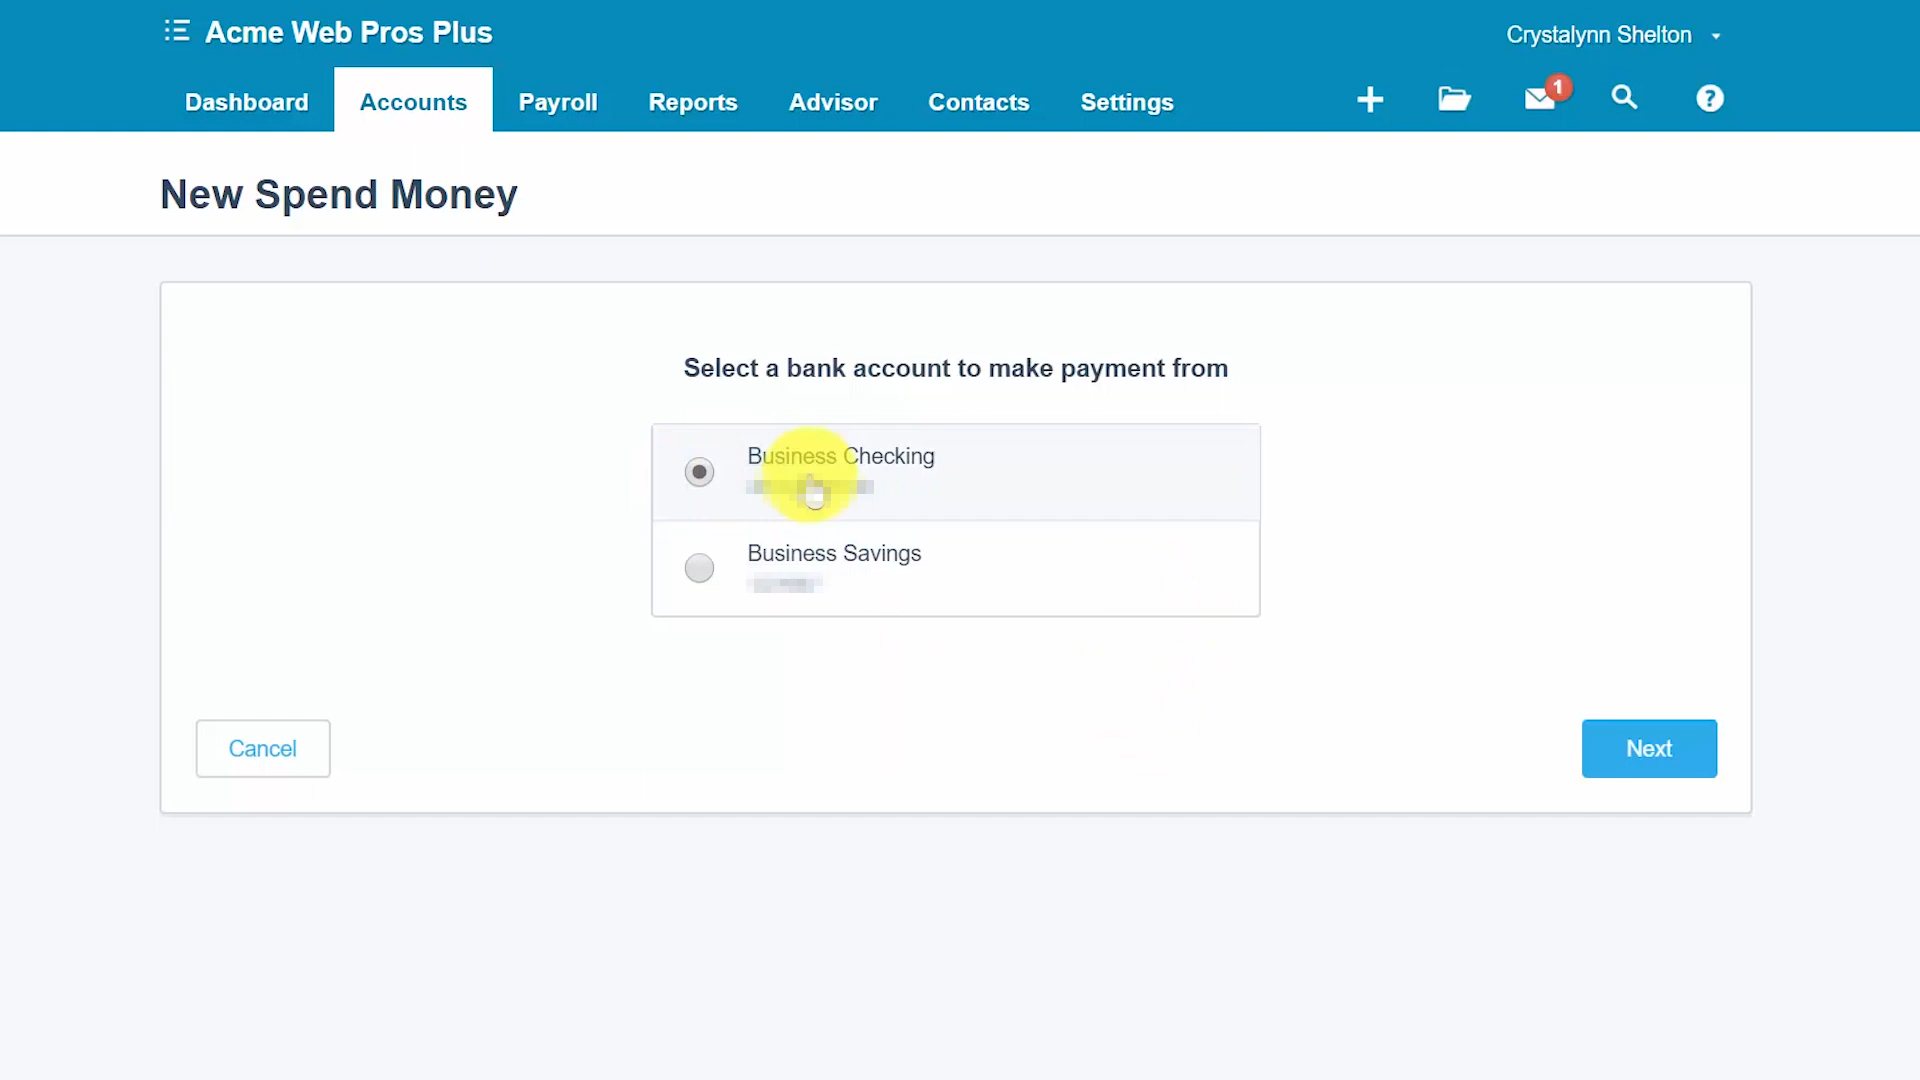 Acme Web Pros Plus
Crystalynn Shelton
Dashboard Accounts Payroll Reports Advisor Contacts Settings 1 ?
New Spend Money
Select a bank account to make payment from
Business Checking
Business Savings
Cancel Next